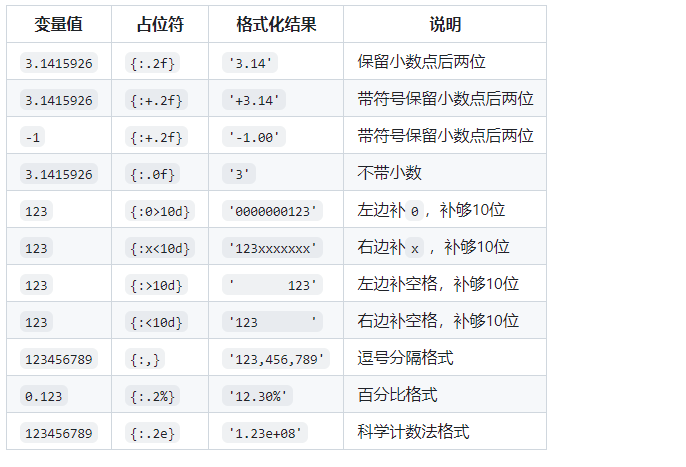 变量值 占位符 格式化结果 说明
3.1415926 {:.2f} '3.14' 保留小数点后两位
3.1415926 {:+.2f} '+3.14' 带符号保留小数点后两位
-1 {:+.2f} '-1.00' 带符号保留小数点后两位
3.1415926 {:.0f} '3' 不带小数
123 {:0>10d} '0000000123' 左边补 0 ，补够10位
123 {:x<10d} '123xxxxxxx' 右边补 x ，补够10位
123 {:>10d} '       123' 左边补空格，补够10位
123 {:<10d} '123       ' 右边补空格，补够10位
123456789 {:,} '123,456,789' 逗号分隔格式
0.123 {:.2%} '12.30%' 百分比格式
123456789 {:.2e} '1.23e+08' 科学计数法格式